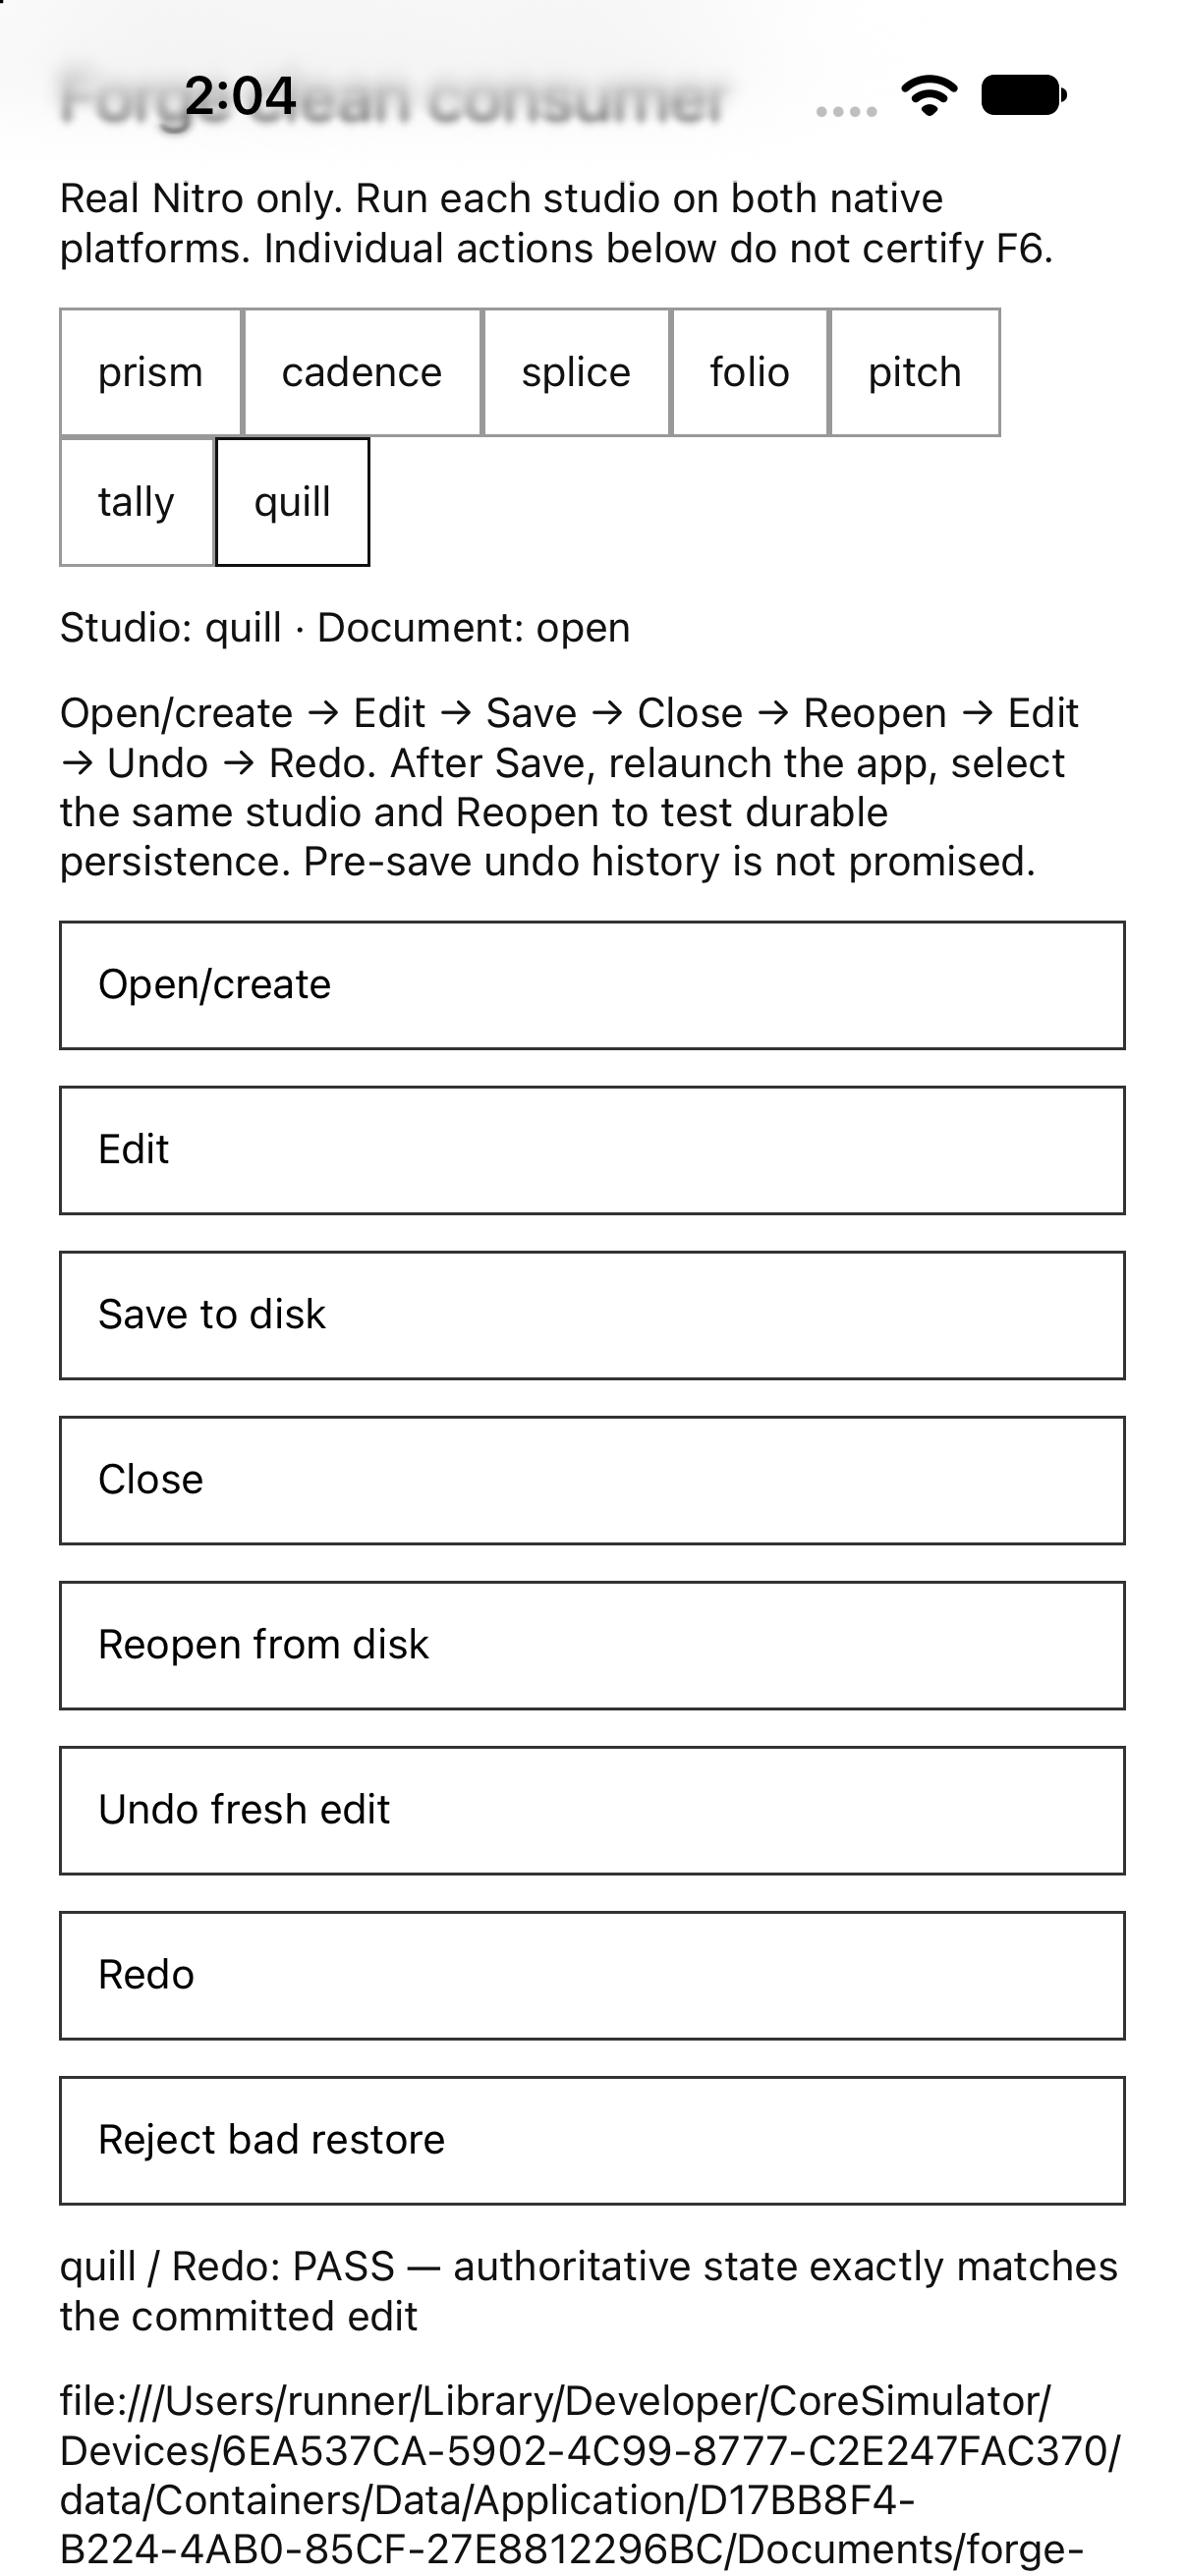 Forge clean consumer
2:04
Real Nitro only. Run each studio on both native
platforms. Individual actions below do not certify F6.
prism cadence splice folio pitch
tally quill
Studio: quill · Document: open
Open/create → Edit → Save → Close → Reopen → Edit
→ Undo → Redo. After Save, relaunch the app, select
the same studio and Reopen to test durable
persistence. Pre-save undo history is not promised.
Open/create
Edit
Save to disk
Close
Reopen from disk
Undo fresh edit
Redo
Reject bad restore
quill / Redo: PASS — authoritative state exactly matches
the committed edit
file:///Users/runner/Library/Developer/CoreSimulator/
Devices/6EA537CA-5902-4C99-8777-C2E247FAC370/
data/Containers/Data/Application/D17BB8F4-
B224-4AB0-85CF-27E8812296BC/Documents/forge-